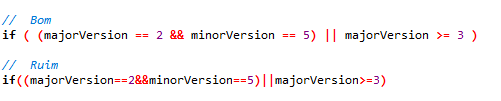 //  Bom
if ( (majorVersion == 2 && minorVersion == 5) || majorVersion >= 3 )
//  Ruim
if((majorVersion==2&&minorVersion==5)||majorVersion>=3)